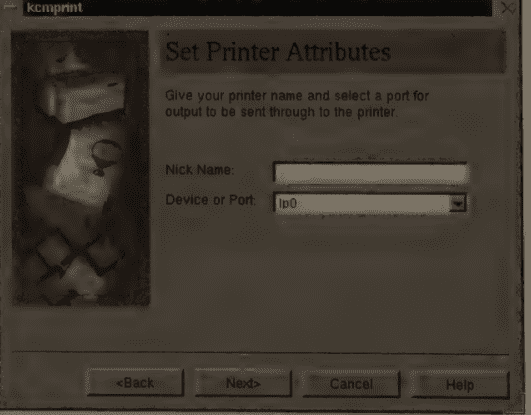 kcmprint
Set Printer Attributes
Give your printer name and select a port for
output to be sent through to the printer.
Nick Name:
Device or Port: lp0
<Back Next> Cancel Help